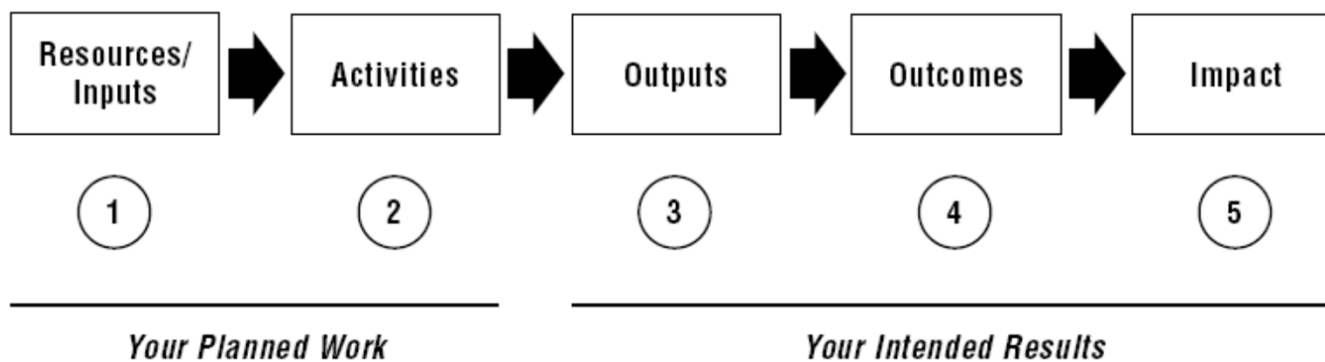 Resources/
Inputs
Activities
Outputs
Outcomes
Impact
1
2
3
4
5
Your Planned Work
Your Intended Results